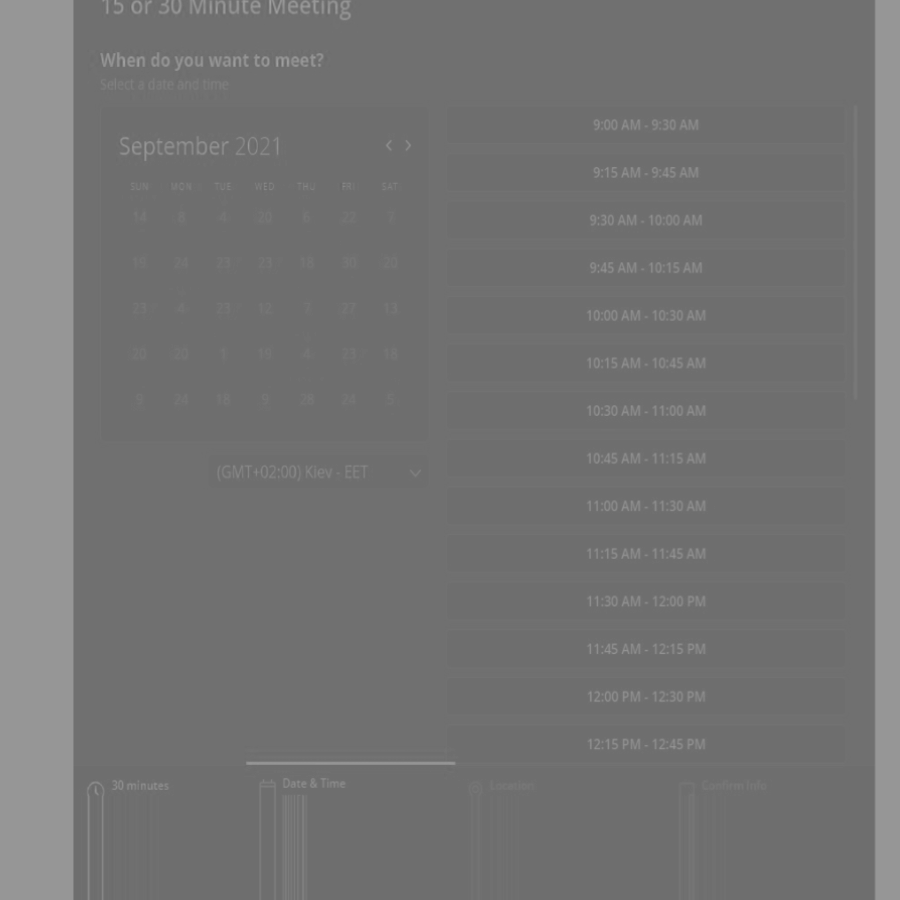 15 or 30 Minute Meeting
When do you want to meet?
Select a date and time
September 2021
SUN MON TUE WED THU FRI SAT
14 8 4 20 6 22 7
16 24 23 23 18 30 20
23 4 23 12 7 27 13
20 20 1 10 4 23 18
9 24 18 9 28 24 5
(GMT+02:00) Kiev - EET
9:00 AM - 9:30 AM
9:15 AM - 9:45 AM
9:30 AM - 10:00 AM
9:45 AM - 10:15 AM
10:00 AM - 10:30 AM
10:15 AM - 10:45 AM
10:30 AM - 11:00 AM
10:45 AM - 11:15 AM
11:00 AM - 11:30 AM
11:15 AM - 11:45 AM
11:30 AM - 12:00 PM
11:45 AM - 12:15 PM
12:00 PM - 12:30 PM
12:15 PM - 12:45 PM
30 minutes
Date & Time
Location
Confirm Info